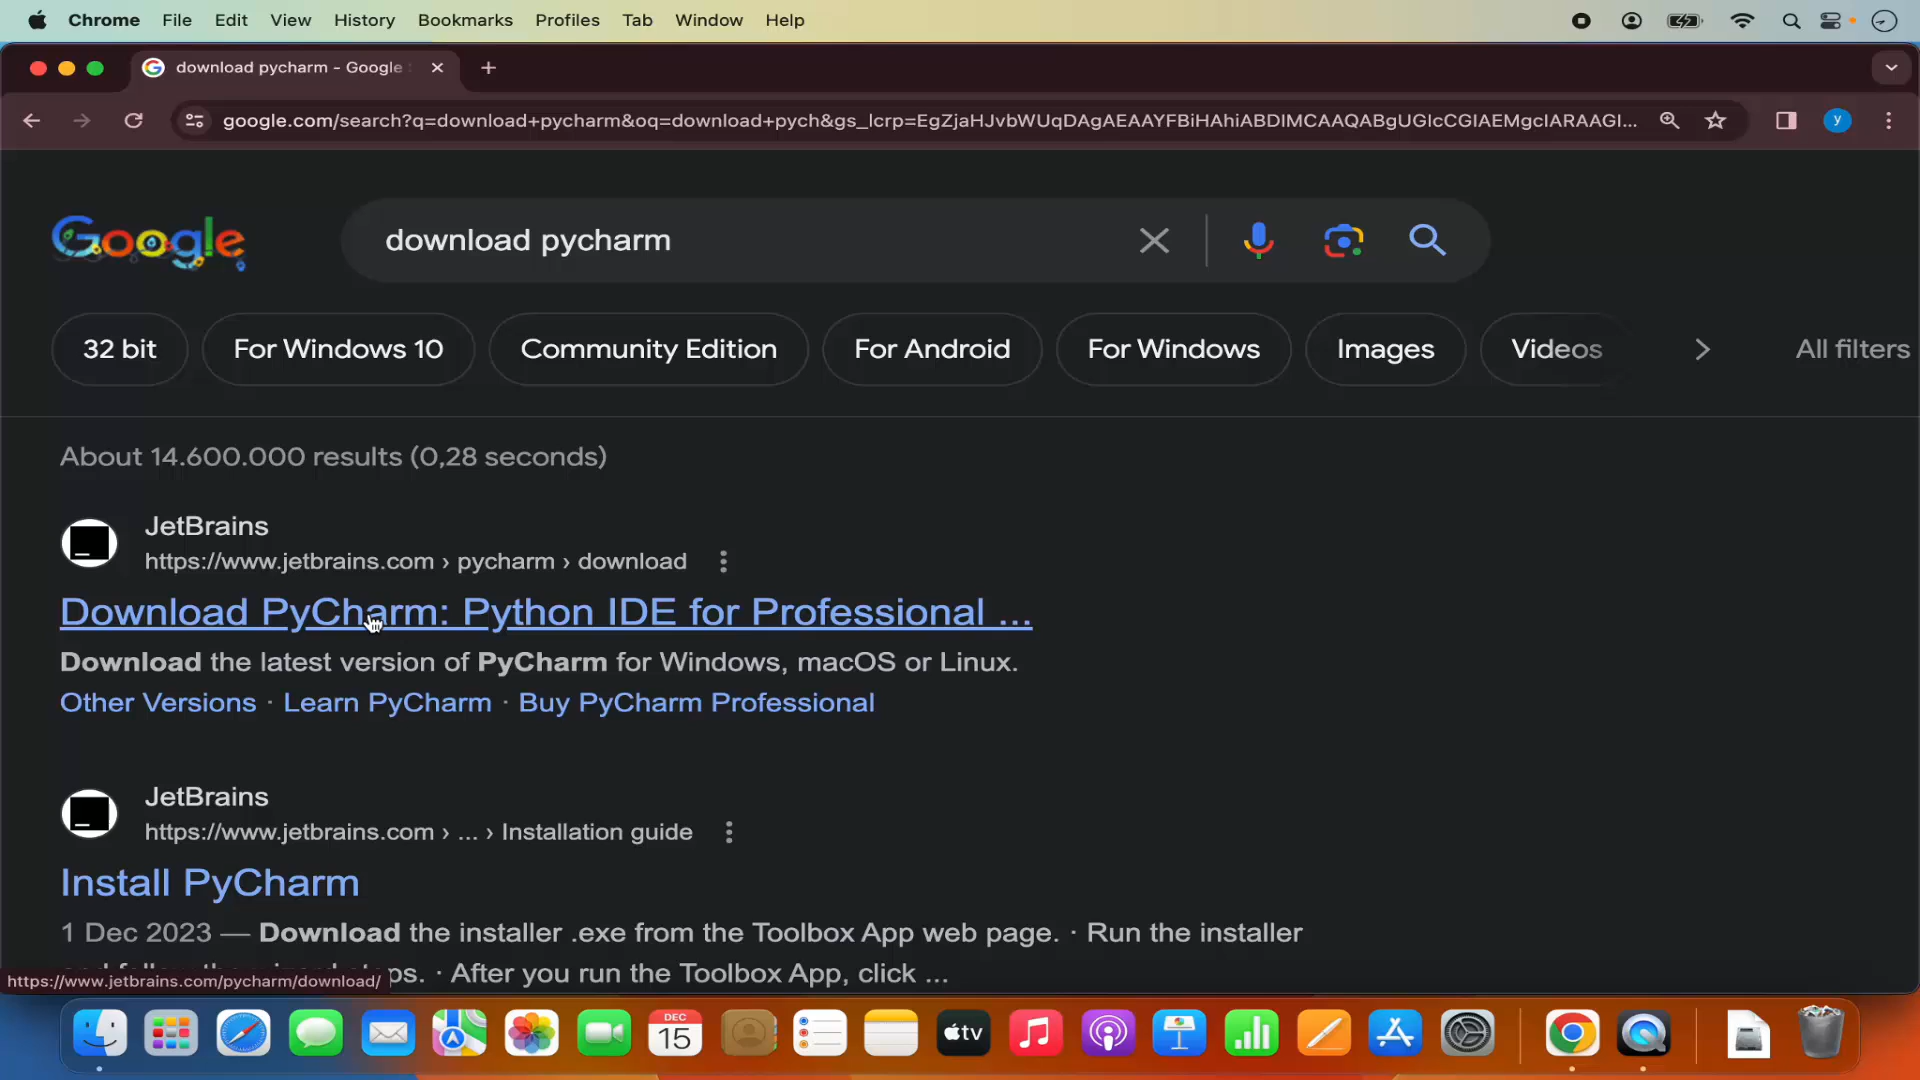 Chrome File Edit View History Bookmarks Profiles Tab Window Help
download pycharm - Google
google.com/search?q=download+pycharm&oq=download+pych&gs_lcrp=EgZjaHJvbWUqDAgAEAAYFBiHAhiABDIMCAAQABgUGIcCGIAEMgcIARAAGI...
y
Google
download pycharm
32 bit For Windows 10 Community Edition For Android For Windows Images Videos All filters
About 14.600.000 results (0,28 seconds)
JetBrains
https://www.jetbrains.com › pycharm › download
Download PyCharm: Python IDE for Professional ...
Download the latest version of PyCharm for Windows, macOS or Linux.
Other Versions · Learn PyCharm · Buy PyCharm Professional
JetBrains
https://www.jetbrains.com › ... › Installation guide
Install PyCharm
1 Dec 2023 — Download the installer .exe from the Toolbox App web page. · Run the installer
· After you run the Toolbox App, click ...
https://www.jetbrains.com/pycharm/download/
DEC
15
tv